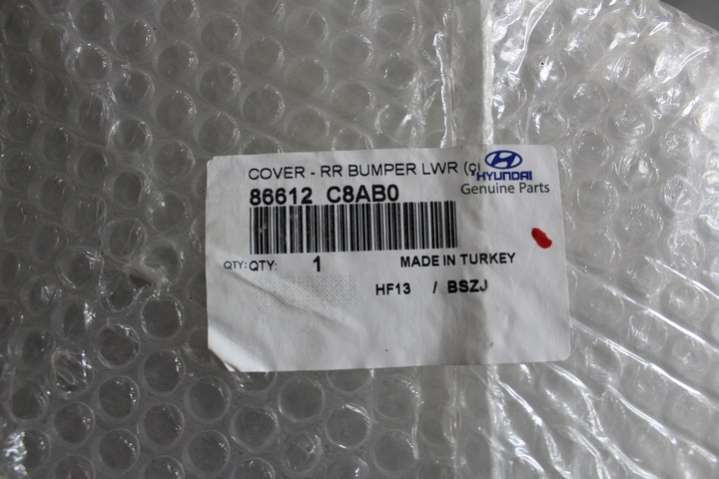 COVER - RR BUMPER LWR (
HYUNDAI
86612 C8AB0
Genuine Parts
QTY: QTY: 1 MADE IN TURKEY
HF13 / BSZJ